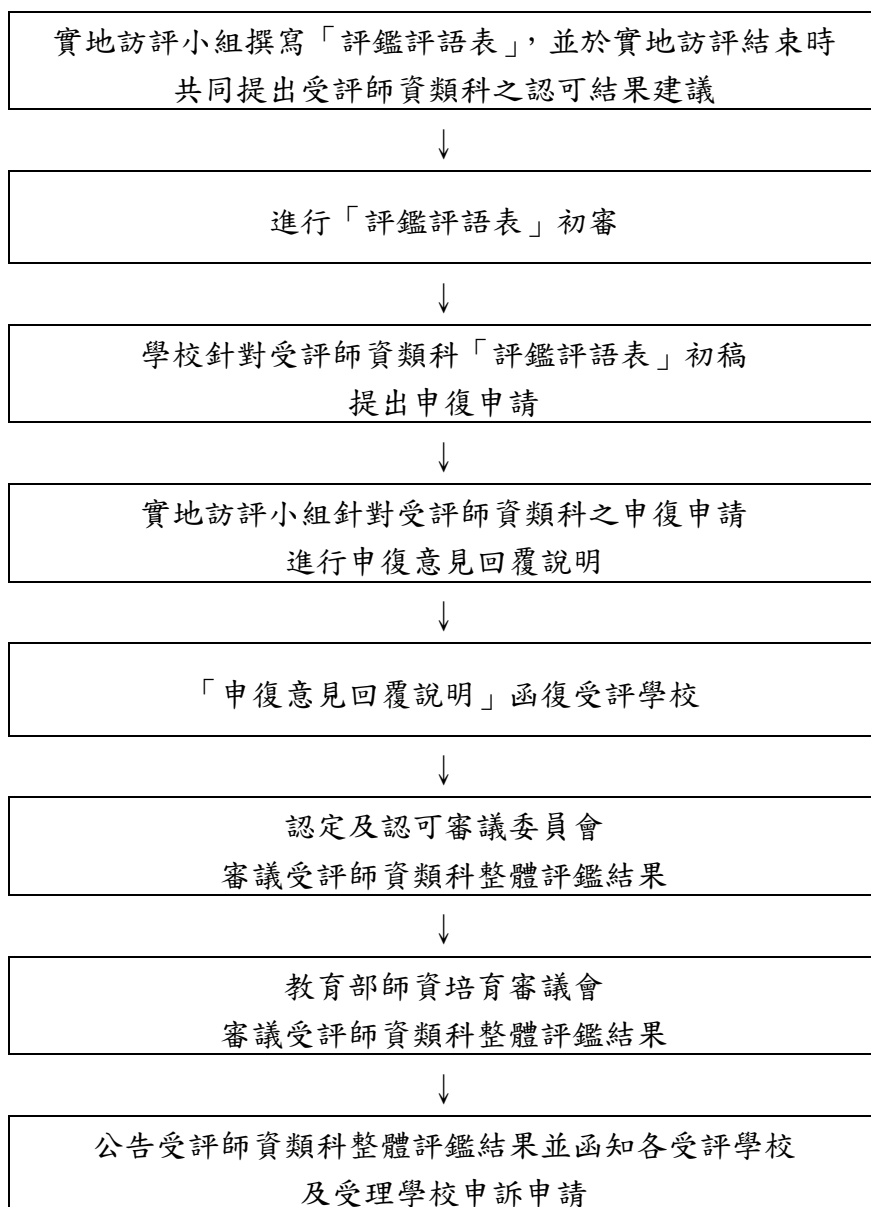 實地訪評小組撰寫「評鑑評語表」，並於實地訪評結束時
共同提出受評師資類科之認可結果建議
↓
進行「評鑑評語表」初審
↓
學校針對受評師資類科「評鑑評語表」初稿
提出申復申請
↓
實地訪評小組針對受評師資類科之申復申請
進行申復意見回覆說明
↓
「申復意見回覆說明」函復受評學校
↓
認定及認可審議委員會
審議受評師資類科整體評鑑結果
↓
教育部師資培育審議會
審議受評師資類科整體評鑑結果
↓
公告受評師資類科整體評鑑結果並函知各受評學校
及受理學校申訴申請